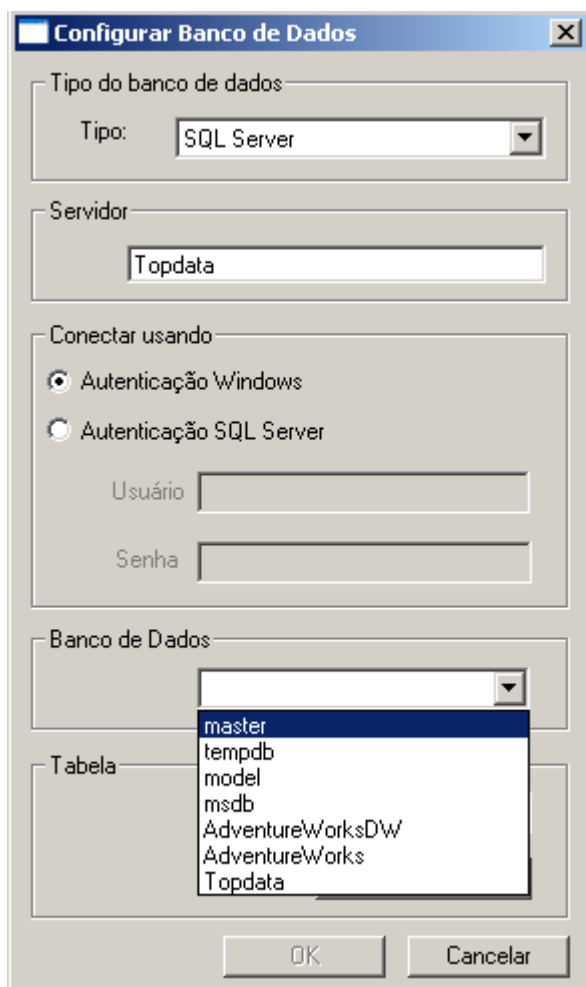 Configurar Banco de Dados
Tipo do banco de dados
Tipo: SQL Server
Servidor
Topdata
Conectar usando
Autenticação Windows
Autenticação SQL Server
Usuário
Senha
Banco de Dados
master
tempdb
model
msdb
AdventureWorksDW
AdventureWorks
Topdata
Tabela
OK Cancelar